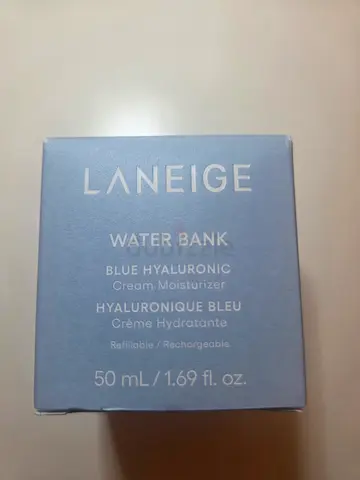 LANEIGE
WATER BANK
BLUE HYALURONIC
Cream Moisturizer
HYALURONIQUE BLEU
Crème Hydratante
Refillable / Rechargeable
50 mL / 1.69 fl. oz.